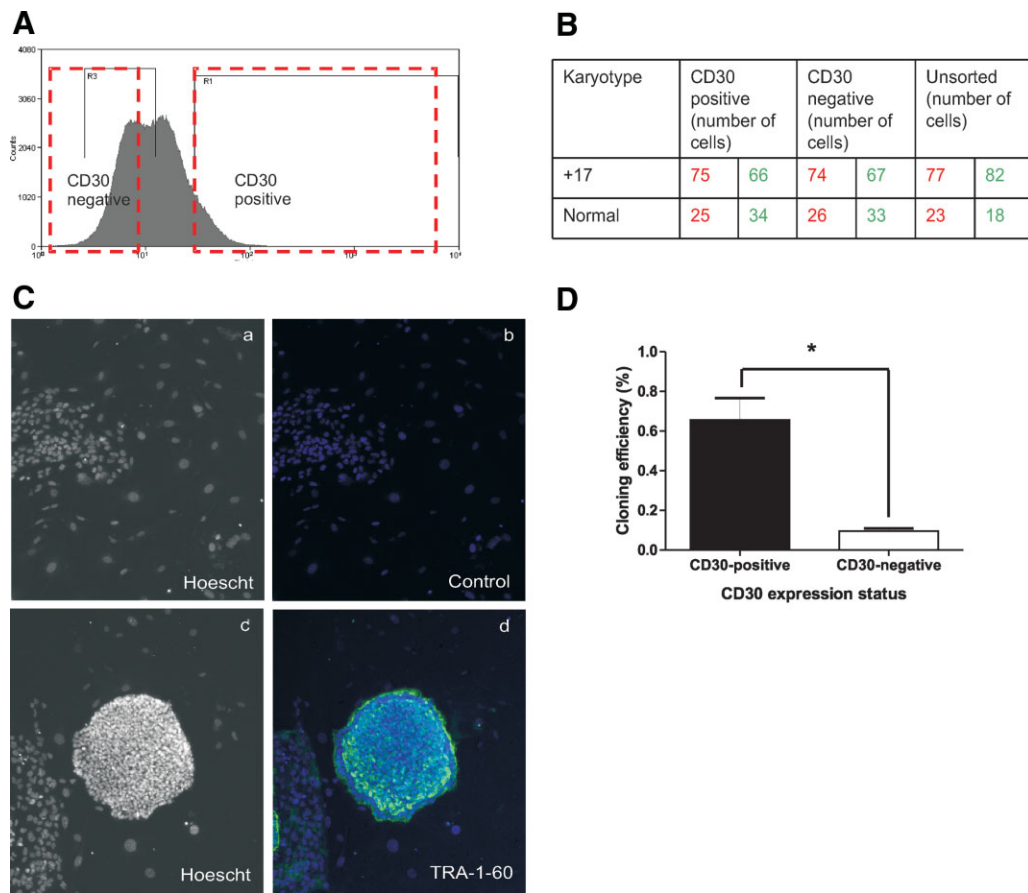 A
4080
3060
2040
1020
0
Counts
R3
R1
CD30
negative
CD30
positive
10⁰
10¹
10²
10³
10⁴
B
Karyotype
CD30
positive
(number of
cells)
CD30
negative
(number of
cells)
Unsorted
(number of
cells)
+17 75 66 74 67 77 82
Normal 25 34 26 33 23 18
C
a
Hoescht
b
Control
c
Hoescht
d
TRA-1-60
D
Cloning efficiency (%)
1.0
0.8
0.6
0.4
0.2
0.0
*
CD30-positive CD30-negative
CD30 expression status